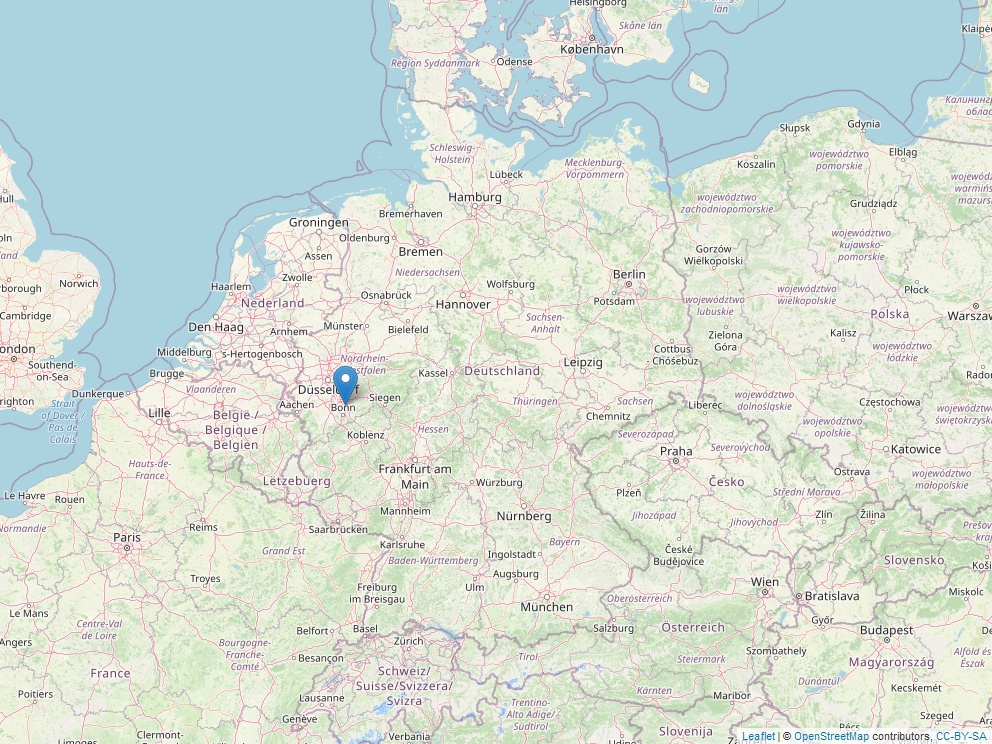 Helsingborg
Skåne län
län
København
Region Syddanmark
Odense
Klaipė
Калининг
облас
Gdynia
Słupsk
Elbląg
Koszalin
województwo
pomorskie
Schleswig-
Holstein
Mecklenburg-
Vorpommern
Lübeck
Hamburg
województwo
zachodniopomorskie
Grudziądz
Hull
Bremerhaven
Groningen
Oldenburg
Bremen
województwo
kujawsko-
pomorskie
Assen
Gorzów
Wielkopolski
Niedersachsen
Berlin
Zwolle
Norwich
Haarlem
Wolfsburg
Płock
Nederland
Osnabrück
Hannover
Potsdam
województwo
lubuskie
województwo
wielkopolskie
Cambridge
Polska
Den Haag
Arnhem
Münster
Bielefeld
Sachsen-
Anhalt
Zielona
Góra
Kalisz
Warszaw
London
Middelburg
's-Hertogenbosch
Cottbus
Chóśebuz
województwo
łódzkie
Southend-
on-Sea
Brugge
Nordrhein-
Kassel
Deutschland
Leipzig
Dunkerque
Vlaanderen
Düsseldorf
Siegen
Strait
of Dover /
Pas de
Calais
Aachen
Bonn
Thüringen
Sachsen
Liberec
województwo
dolnośląskie
Częstochowa
Lille
België /
Belgique /
Belgien
Chemnitz
województwo
opolskie
Koblenz
Hessen
Severozápad
Severovýchod
Praha
Katowice
Hauts-de-
France
Frankfurt am
Main
Lëtzebuerg
Würzburg
Plzeň
Česko
Střední Morava
Ostrava
województwo
małopolskie
Le Havre
Rouen
Mannheim
Nürnberg
Jihozápad
Jihovýchod
Zlín
Žilina
Normandie
Reims
Saarbrücken
Paris
Karlsruhe
Grand Est
Ingolstadt
Bayern
České
Budějovice
Slovensko
Baden-Württemberg
Troyes
Augsburg
Ulm
Freiburg
im Breisgau
Wien
Bratislava
Miskolc
Le Mans
München
Oberösterreich
Győr
Centre-Val
de Loire
Belfort
Basel
Salzburg
Österreich
Budapest
Angers
Bourgogne-
Franche-
Comté
Besançon
Zürich
Tirol
Steiermark
Szombathely
Magyarország
Alföld és
Észak
France
Schweiz/
Suisse/Svizzera/
Svizra
Poitiers
Lausanne
Kärnten
Maribor
Dunántúl
Kecskemét
Trentino-
Alto Adige/
Südtirol
Genève
Szeged
Limoges
Clermont-
Ferrand
Verbania
Udine
Slovenija
Pécs
Leaflet | © OpenStreetMap contributors, CC-BY-SA